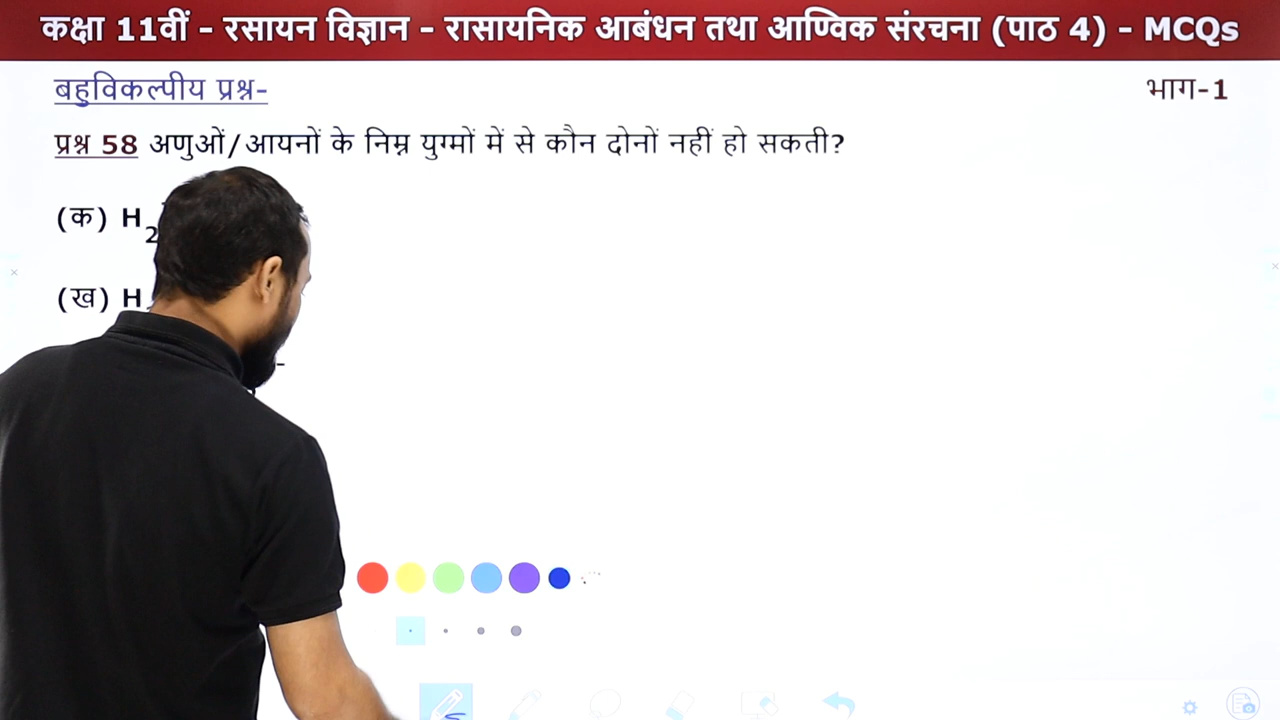 कक्षा 11वीं - रसायन विज्ञान - रासायनिक आबंधन तथा आण्विक संरचना (पाठ 4) - MCQs
बहुविकल्पीय प्रश्न-
भाग-1
प्रश्न 58 अणुओं/आयनों के निम्न युग्मों में से कौन दोनों नहीं हो सकती?
(क) H2
(ख) H
-